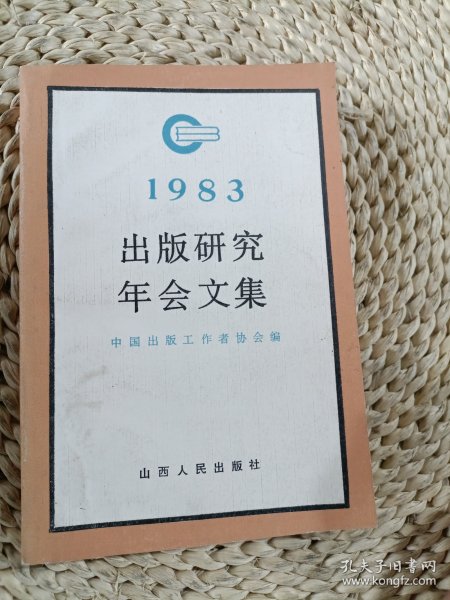 1983
出版研究
年会文集
中国出版工作者协会编
山西人民出版社
孔夫子旧书网
www.kongfz.com